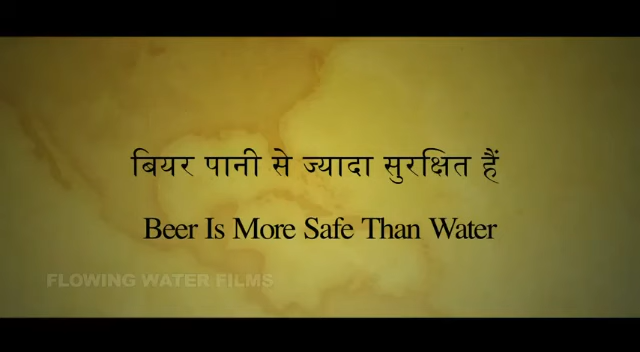 बियर पानी से ज्यादा सुरक्षित हैं
Beer Is More Safe Than Water
FLOWING WATER FILMS